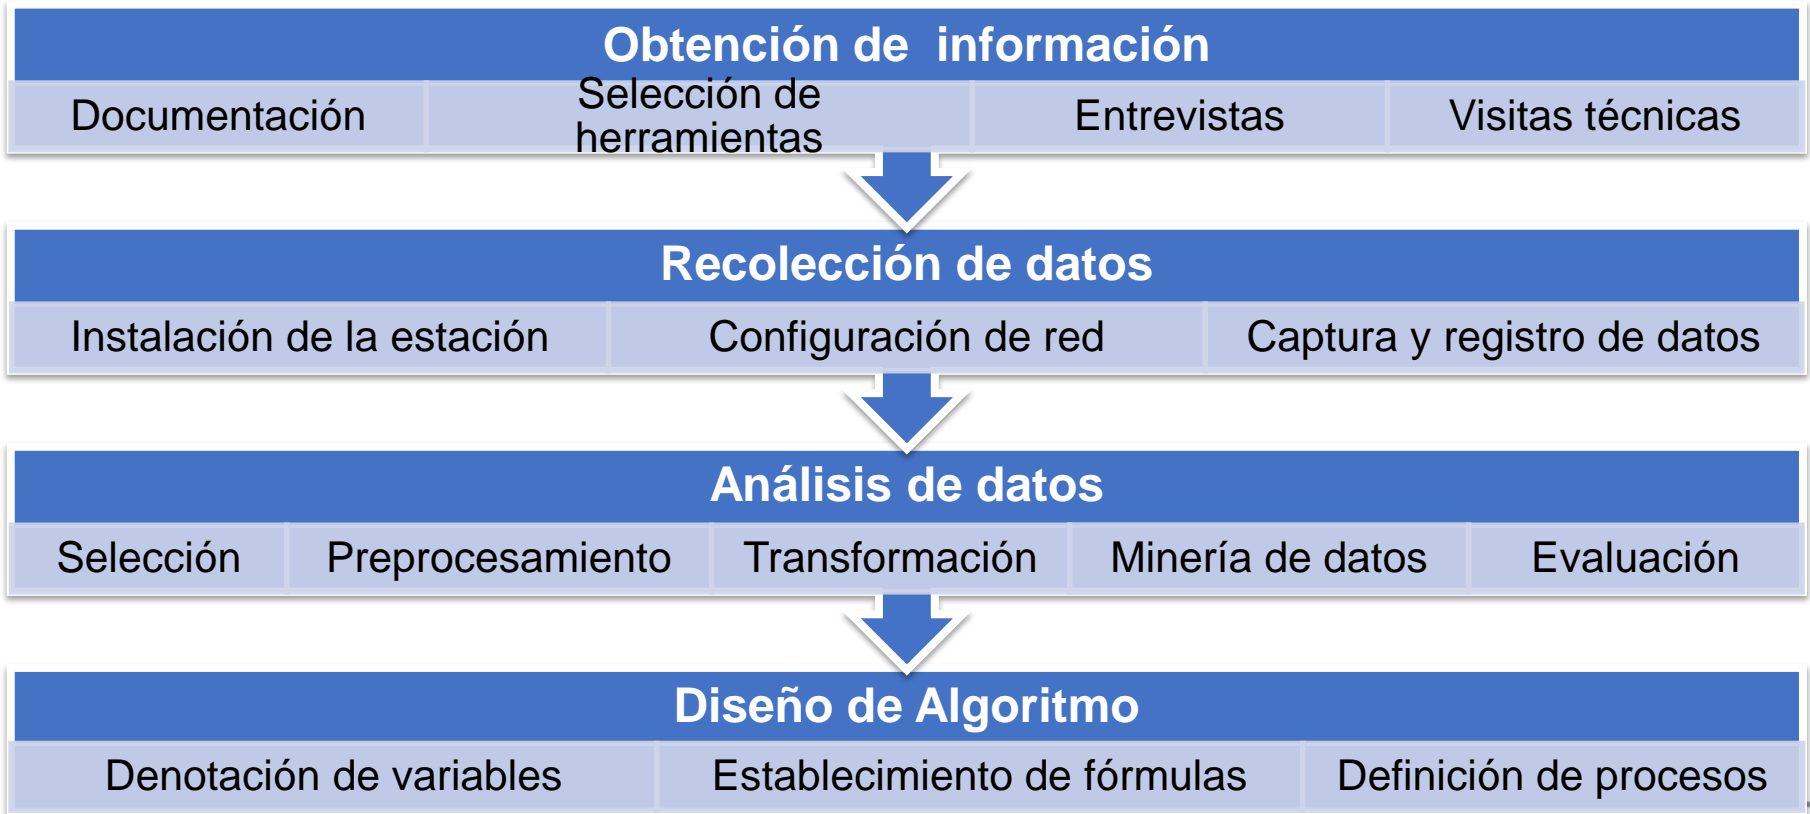 Obtención de  información
Documentación
Selección de
herramientas
Entrevistas
Visitas técnicas
Recolección de datos
Instalación de la estación
Configuración de red
Captura y registro de datos
Análisis de datos
Selección
Preprocesamiento
Transformación
Minería de datos
Evaluación
Diseño de Algoritmo
Denotación de variables
Establecimiento de fórmulas
Definición de procesos